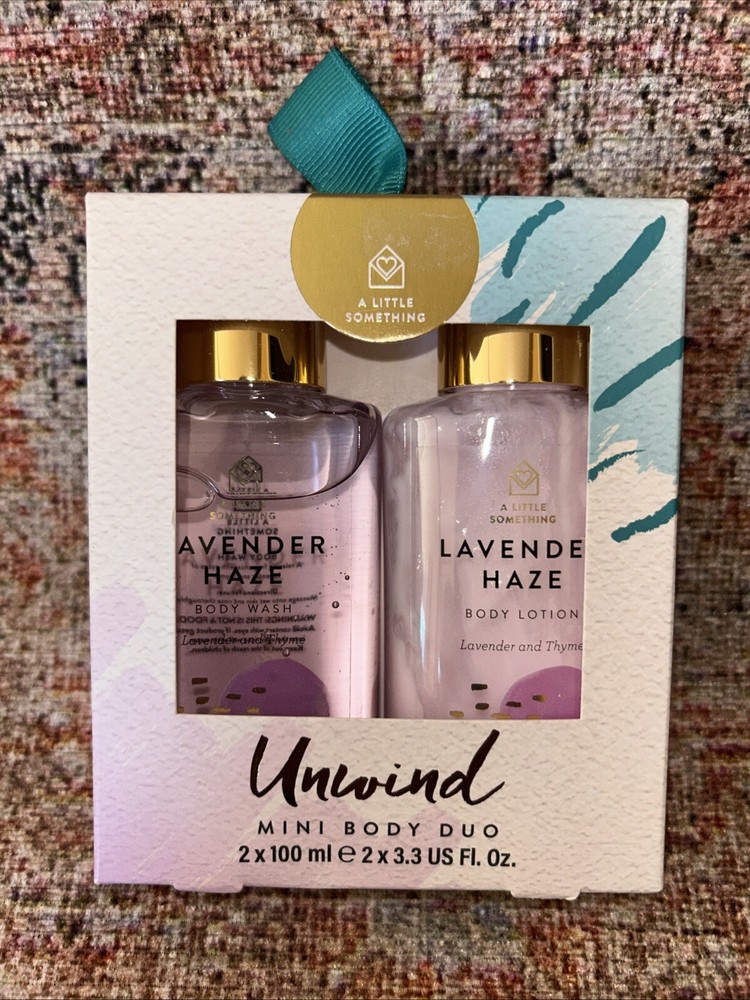 A LITTLE
SOMETHING
SOMETHING
AVENDER
HAZE
BODY WASH
Lavender and Thyme
A LITTLE
SOMETHING
LAVENDE
HAZE
BODY LOTION
Lavender and Thyme
Unwind
MINI BODY DUO
2 x 100 ml ℮ 2 x 3.3 US Fl. Oz.